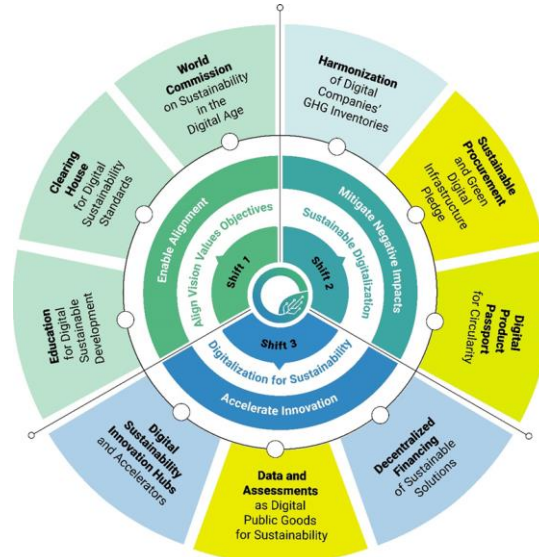 World
Commission
on Sustainability
in the
Digital Age
Harmonization
of Digital
Companies'
GHG Inventories
Sustainable
Procurement
and Green
Digital
Infrastructure
Pledge
Digital
Product
Passport
for Circularity
Decentralized
Financing
of Sustainable
Solutions
Data and
Assessments
as Digital
Public Goods
for Sustainability
Digital
Sustainability
Innovation Hubs
and Accelerators
Education
for Digital
Sustainable
Development
Clearing
House
for Digital
Sustainability
Standards
Enable Alignment
Align Vision Values Objectives
Shift 1
Mitigate Negative Impacts
Sustainable Digitalization
Shift 2
Shift 3
Digitalization for Sustainability
Accelerate Innovation